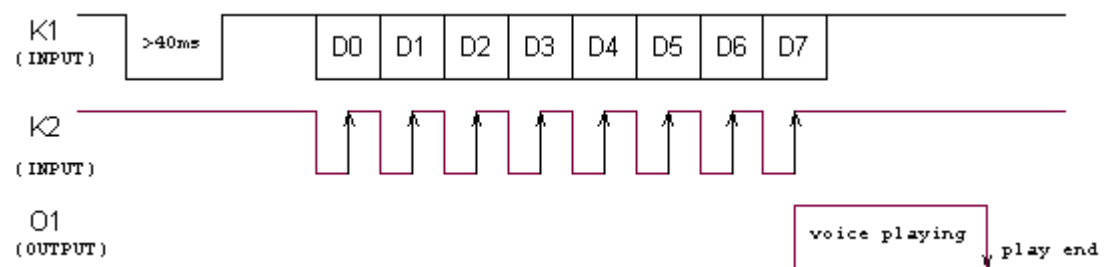 K1
(INPUT)
>40ms
D0 D1 D2 D3 D4 D5 D6 D7
K2
(INPUT)
O1
(OUTPUT)
voice playing
play end